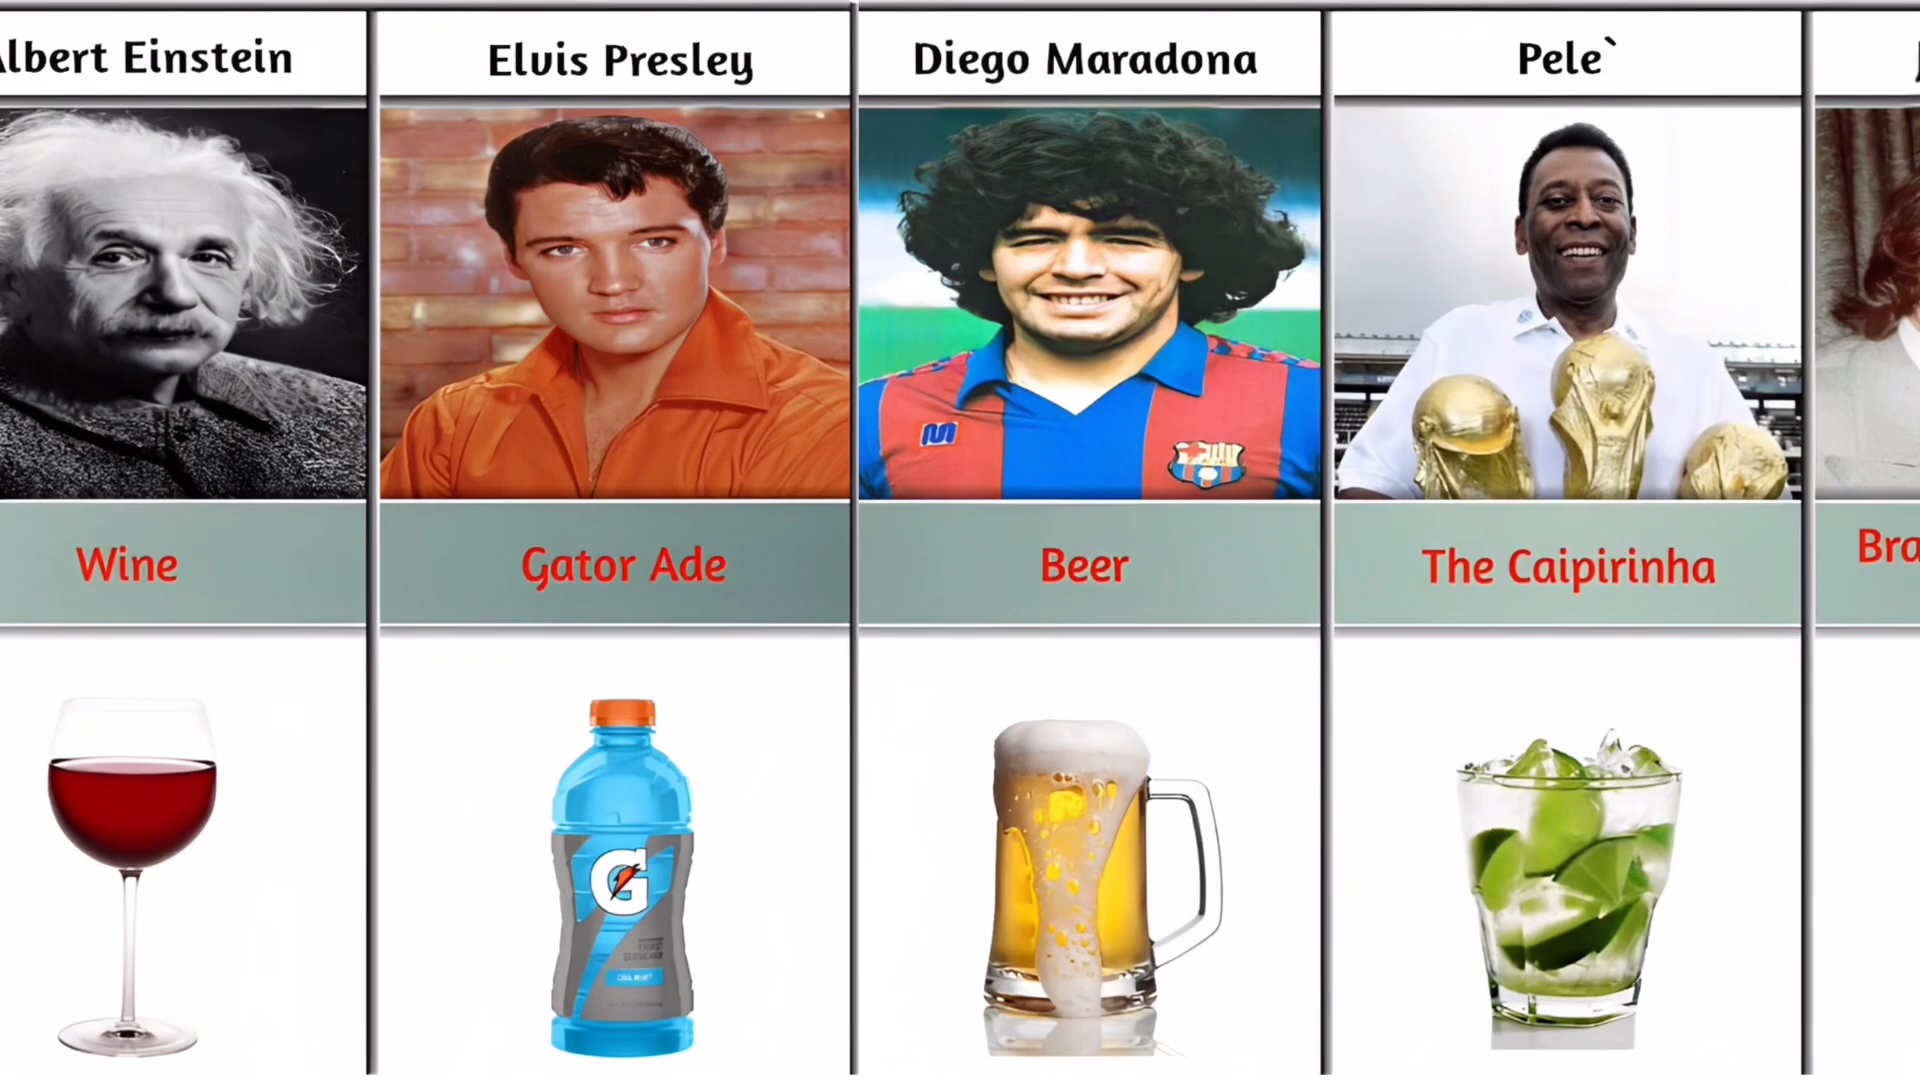 lbert Einstein
Elvis Presley
Diego Maradona
Pele`
Wine
Gator Ade
Beer
The Caipirinha
Bra
G